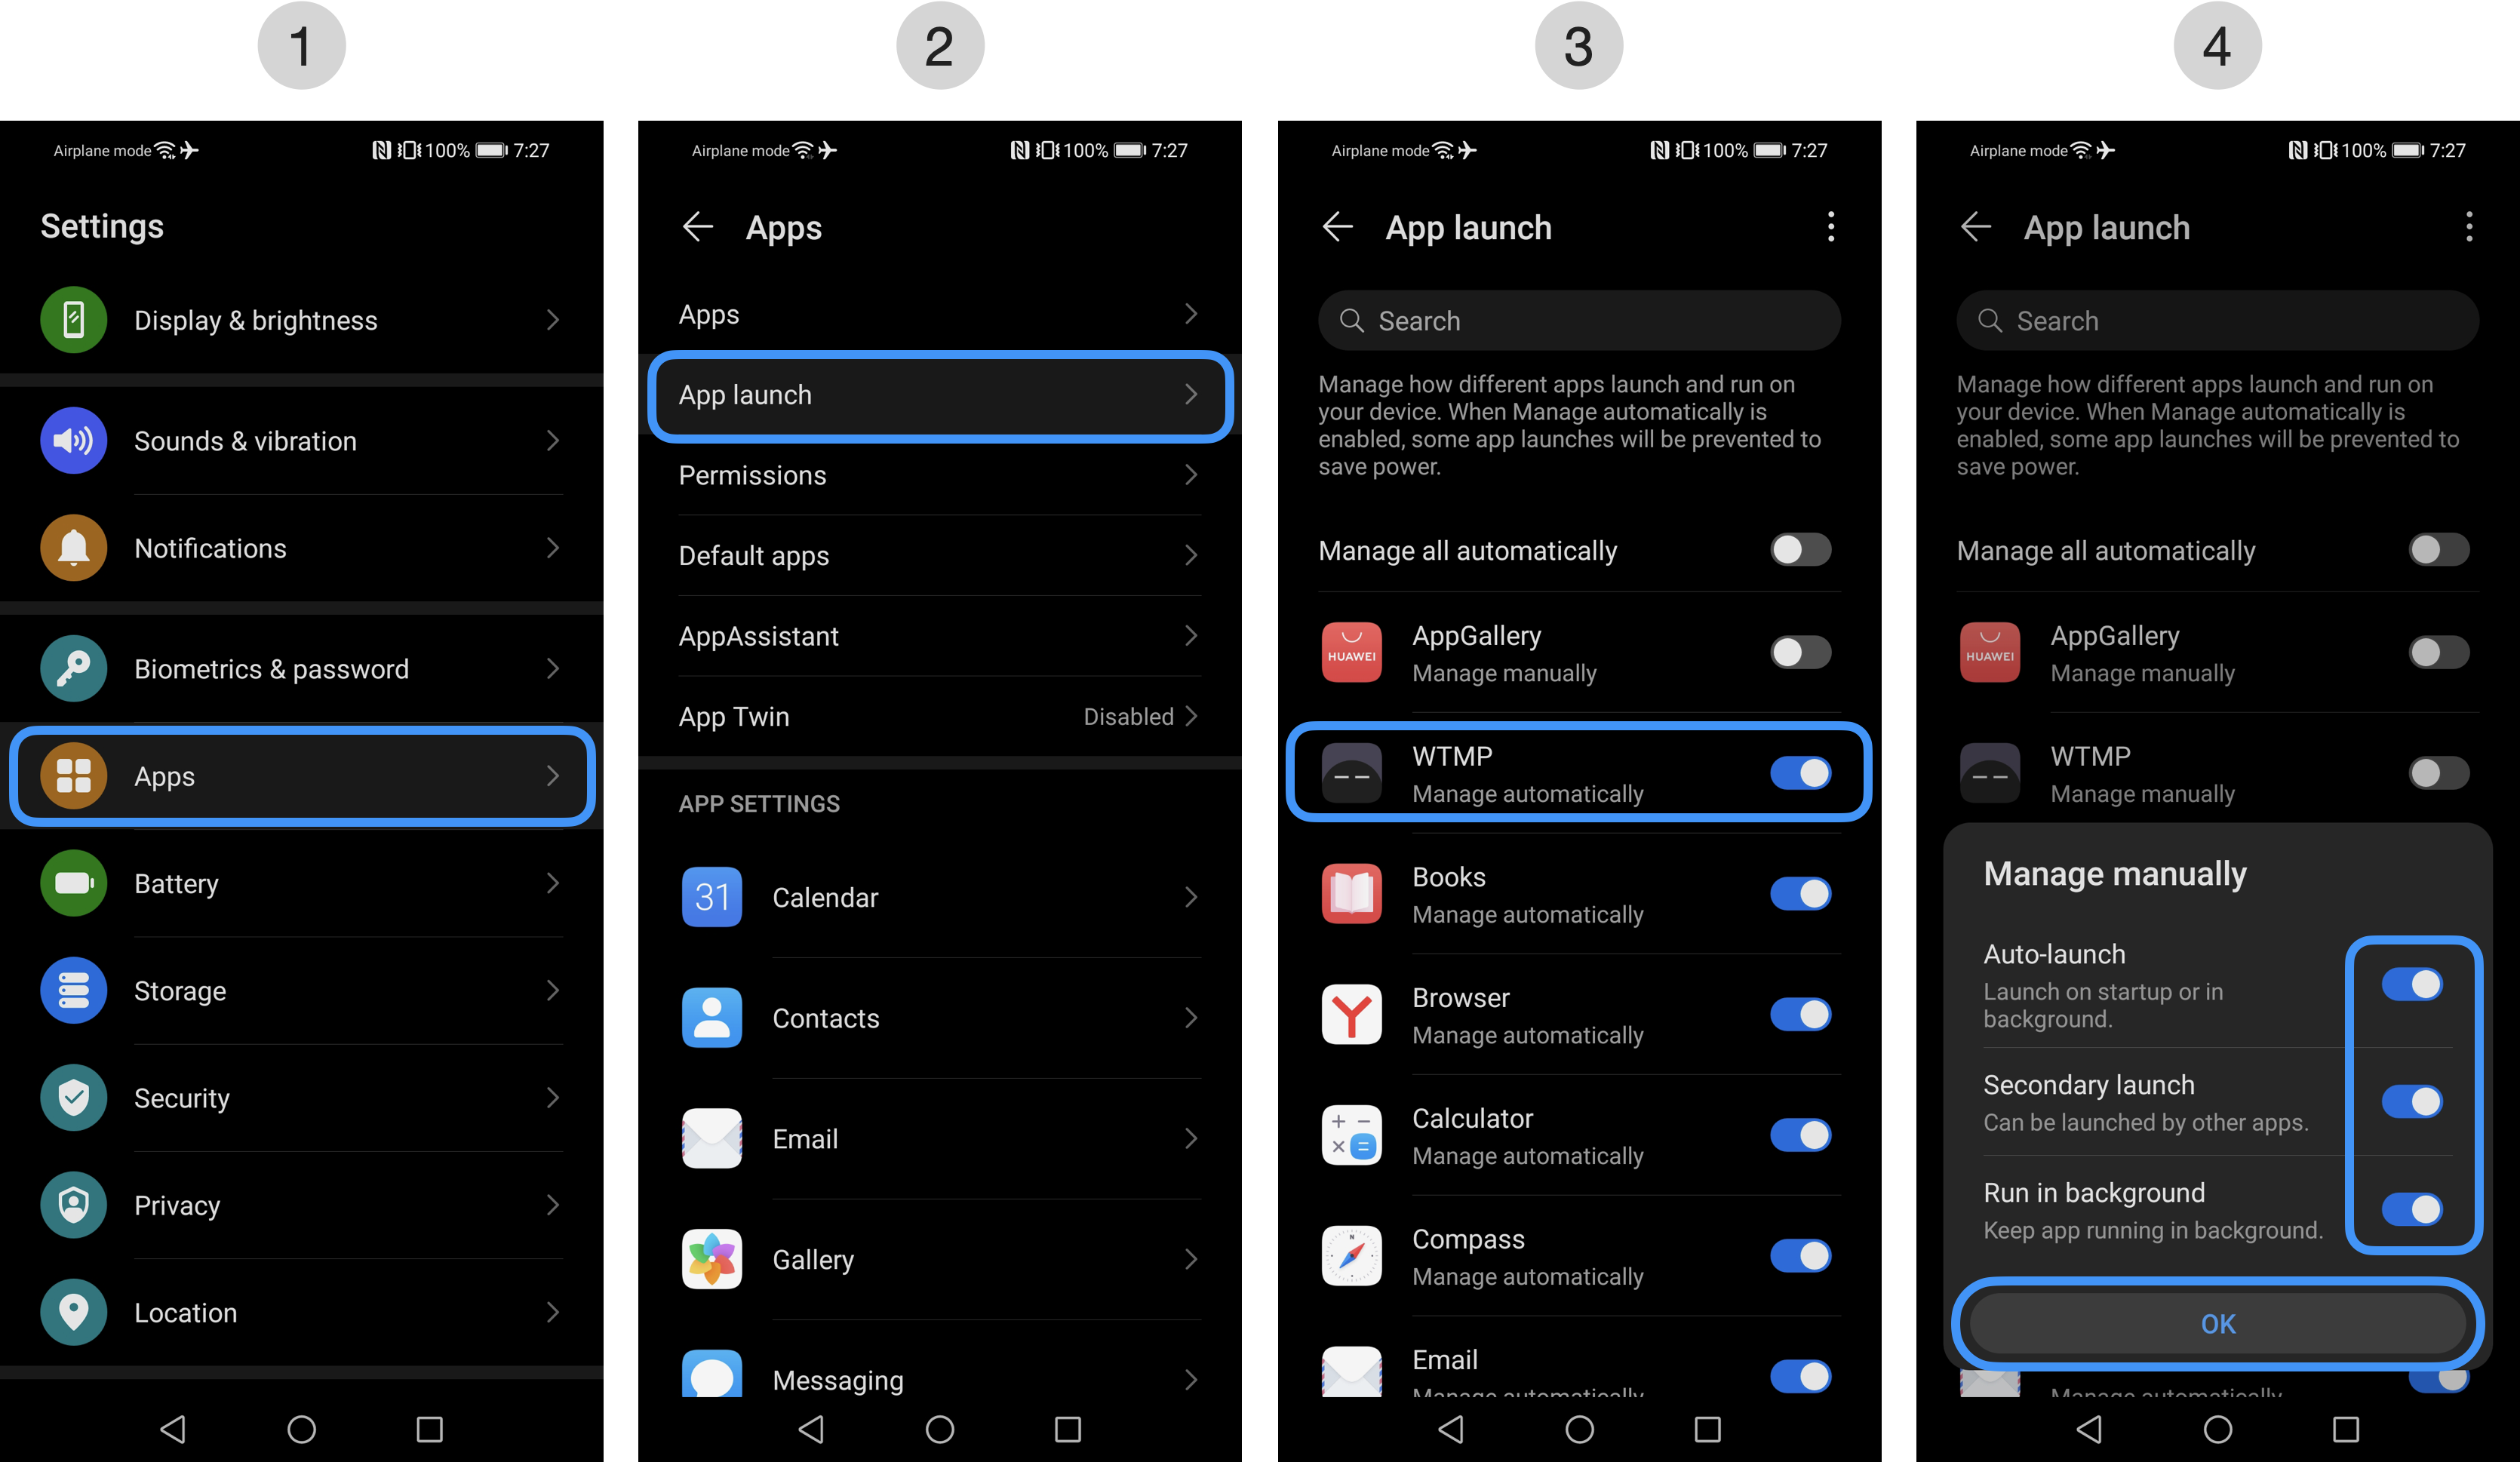 1
Airplane mode 100% 7:27
Settings
Display & brightness
Sounds & vibration
Notifications
Biometrics & password
Apps
Battery
Storage
Security
Privacy
Location
2
Airplane mode 100% 7:27
Apps
Apps
App launch
Permissions
Default apps
AppAssistant
App Twin Disabled
APP SETTINGS
31 Calendar
Contacts
Email
Gallery
Messaging
3
Airplane mode 100% 7:27
App launch
Search
Manage how different apps launch and run on
your device. When Manage automatically is
enabled, some app launches will be prevented to
save power.
Manage all automatically
HUAWEI
AppGallery
Manage manually
WTMP
Manage automatically
Books
Manage automatically
Browser
Manage automatically
Calculator
Manage automatically
N
Compass
Manage automatically
Email
Manage automatically
4
Airplane mode 100% 7:27
App launch
Search
Manage how different apps launch and run on
your device. When Manage automatically is
enabled, some app launches will be prevented to
save power.
Manage all automatically
HUAWEI
AppGallery
Manage manually
WTMP
Manage manually
Manage manually
Auto-launch
Launch on startup or in
background.
Secondary launch
Can be launched by other apps.
Run in background
Keep app running in background.
OK
Manage automatically